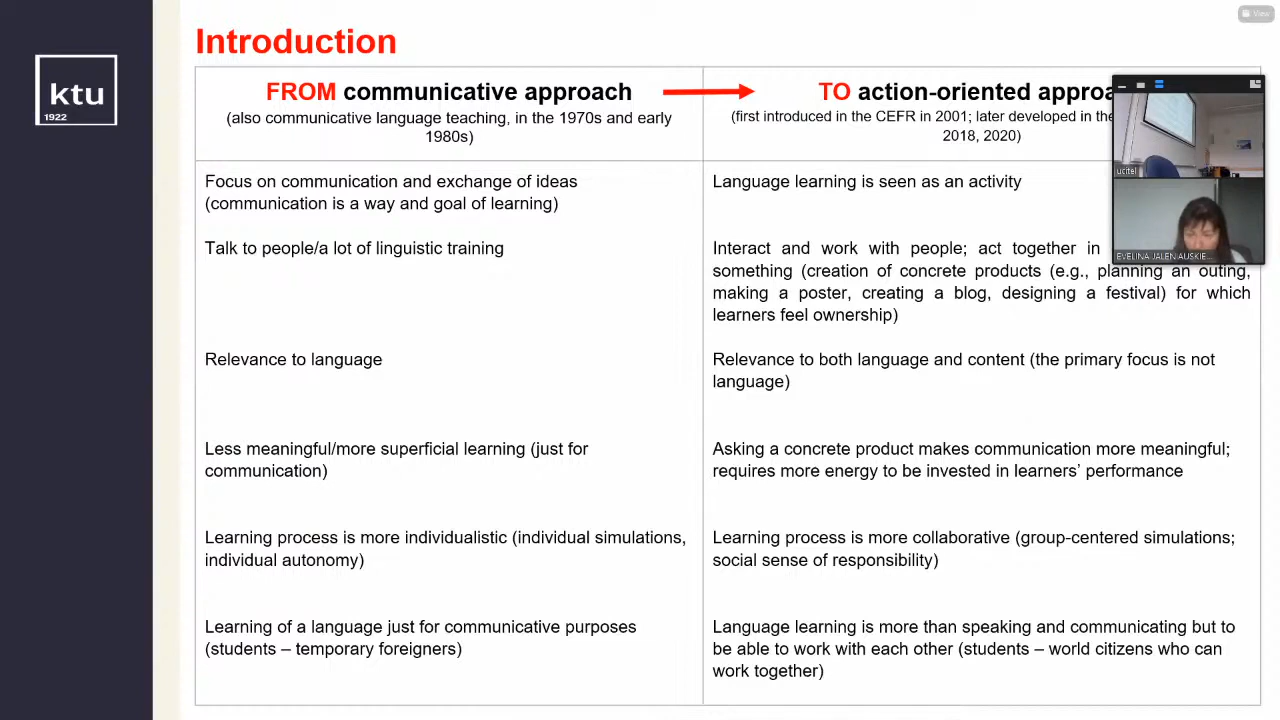 View
Introduction
ktu
1922
FROM communicative approach
(also communicative language teaching, in the 1970s and early
1980s)
TO action-oriented
(first introduced in the CEFR in 2001; later developed in the
2018, 2020)
Focus on communication and exchange of ideas
(communication is a way and goal of learning)
Language learning is seen as an activity
Talk to people/a lot of linguistic training
Interact and work with people; act together in
something (creation of concrete products (e.g., planning an outing,
making a poster, creating a blog, designing a festival) for which
learners feel ownership)
Relevance to language
Relevance to both language and content (the primary focus is not
language)
Less meaningful/more superficial learning (just for
communication)
Asking a concrete product makes communication more meaningful;
requires more energy to be invested in learners' performance
Learning process is more individualistic (individual simulations,
individual autonomy)
Learning process is more collaborative (group-centered simulations;
social sense of responsibility)
Learning of a language just for communicative purposes
(students – temporary foreigners)
Language learning is more than speaking and communicating but to
be able to work with each other (students – world citizens who can
work together)
ucitel
EVELINA JALEN AUSKIE...